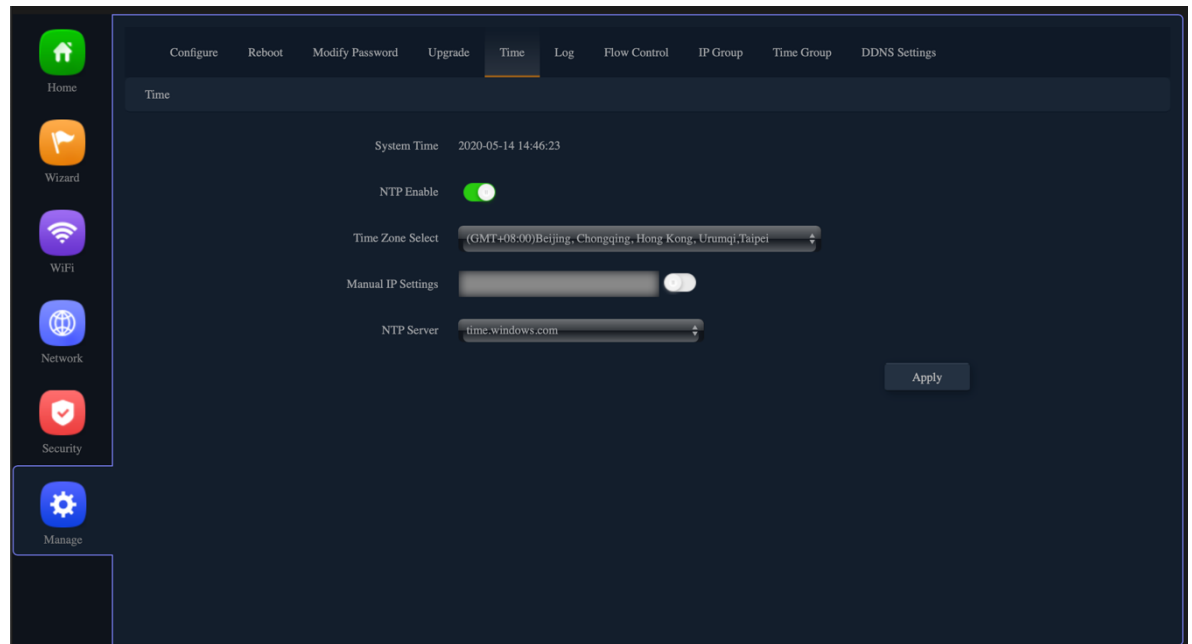 Home
Wizard
WiFi
Network
Security
Manage
Configure Reboot Modify Password Upgrade Time Log Flow Control IP Group Time Group DDNS Settings
Time
System Time 2020-05-14 14:46:23
NTP Enable
Time Zone Select (GMT+08:00)Beijing, Chongqing, Hong Kong, Urumqi,Taipei
Manual IP Settings
NTP Server time.windows.com
Apply